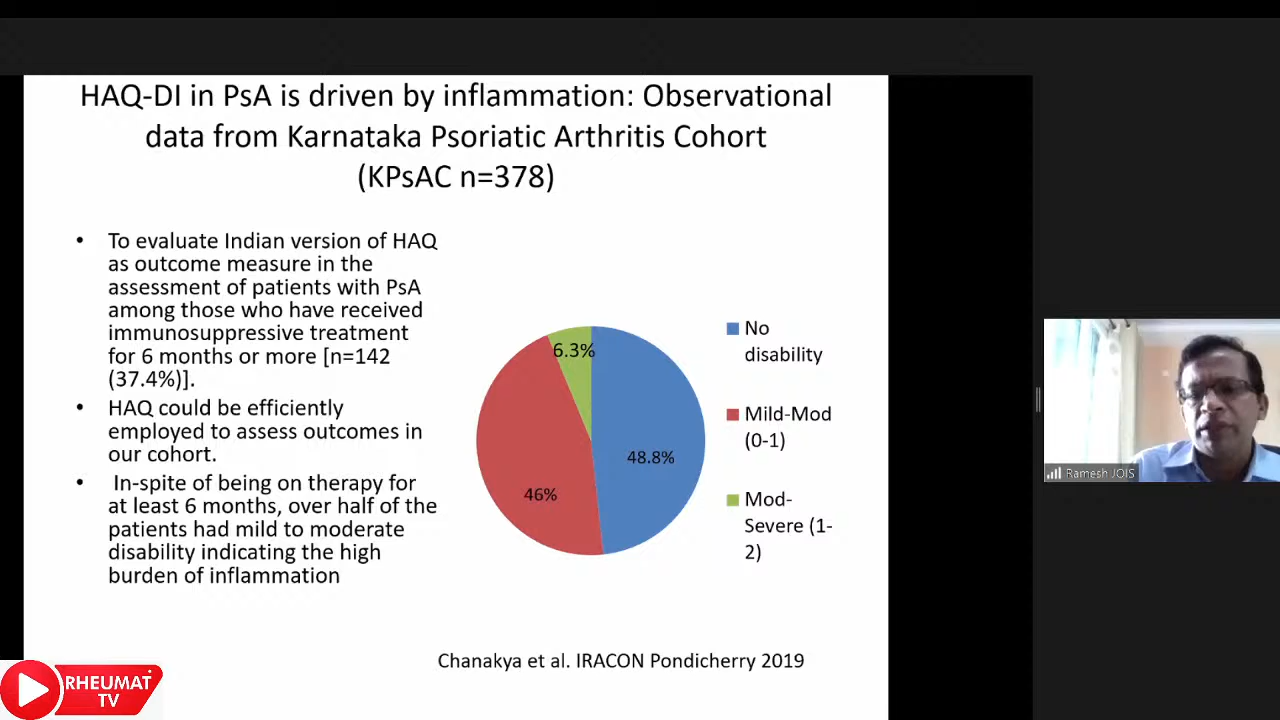 HAQ-DI in PsA is driven by inflammation: Observational
data from Karnataka Psoriatic Arthritis Cohort
(KPsAC n=378)
• To evaluate Indian version of HAQ
as outcome measure in the
assessment of patients with PsA
among those who have received
immunosuppressive treatment
for 6 months or more [n=142
(37.4%)].
• HAQ could be efficiently
employed to assess outcomes in
our cohort.
• In-spite of being on therapy for
at least 6 months, over half of the
patients had mild to moderate
disability indicating the high
burden of inflammation
6.3%
48.8%
46%
No
disability
Mild-Mod
(0-1)
Mod-
Severe (1-
2)
Chanakya et al. IRACON Pondicherry 2019
Ramesh JOIS
RHEUMAT
TV